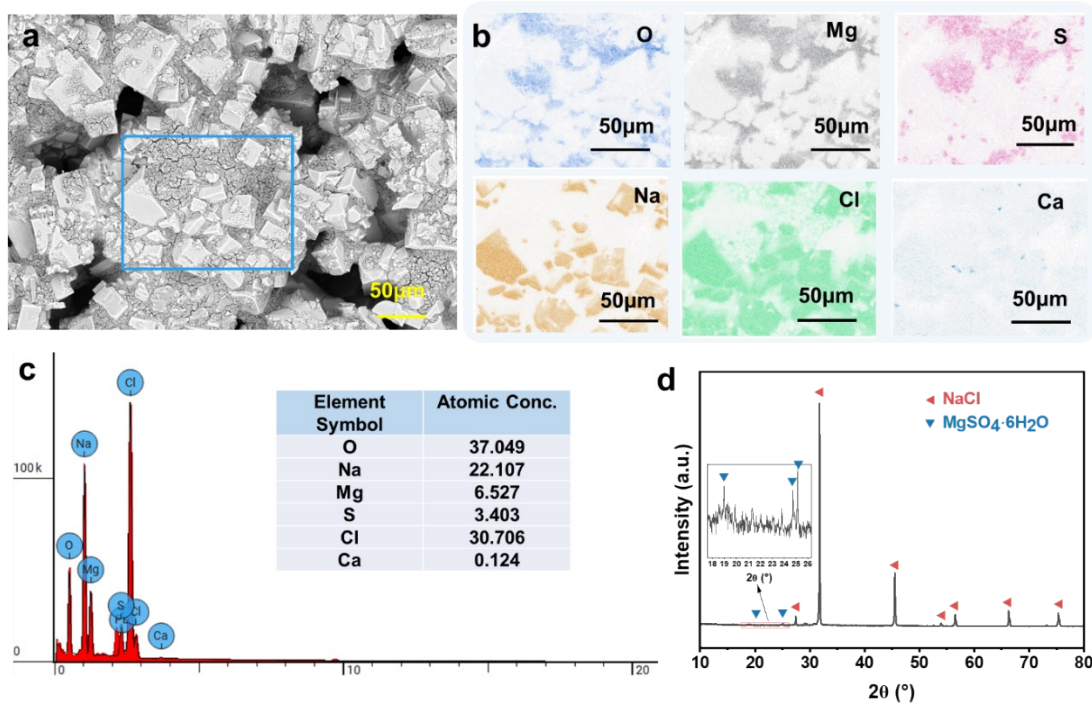 a
50μm
b
O
50μm
Mg
50μm
S
50μm
Na
50μm
Cl
50μm
Ca
50μm
c
Cl
Na
100 k
O
Mg
S
Cl
Ca
0
0
10
20
Element Symbol Atomic Conc.
O 37.049
Na 22.107
Mg 6.527
S 3.403
Cl 30.706
Ca 0.124
d
NaCl
MgSO₄·6H₂O
Intensity (a.u.)
18 19 20 21 22 23 24 25 26
2θ (°)
10 20 30 40 50 60 70 80
2θ (°)